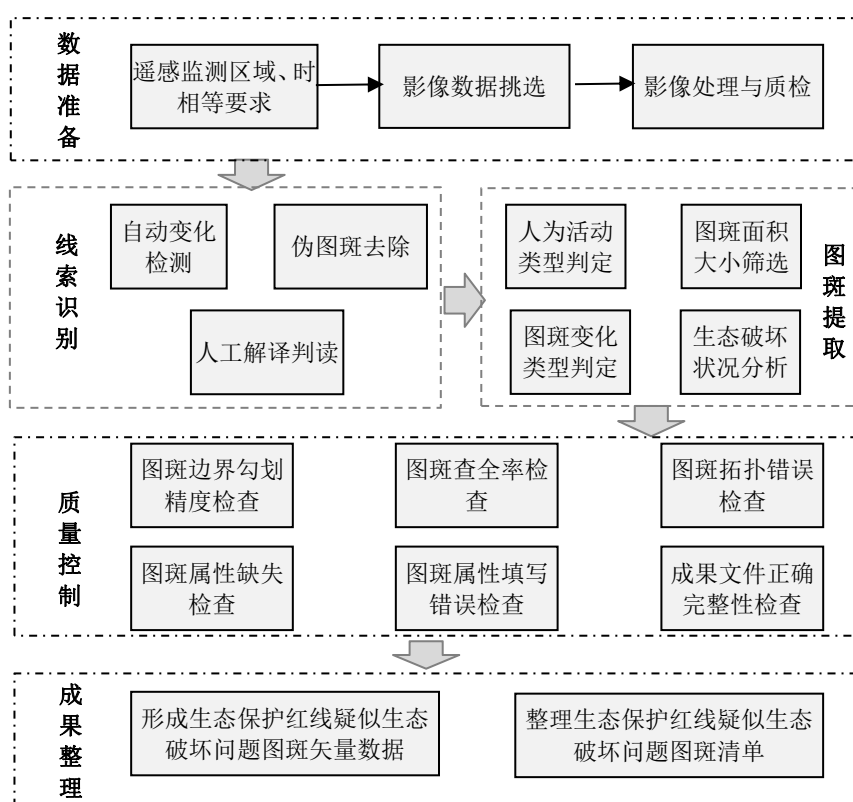 数据准备
遥感监测区域、时
相等要求
影像数据挑选
影像处理与质检
线索识别
自动变化
检测
伪图斑去除
人工解译判读
图斑提取
人为活动
类型判定
图斑面积
大小筛选
图斑变化
类型判定
生态破坏
状况分析
质量控制
图斑边界勾划
精度检查
图斑查全率检
查
图斑拓扑错误
检查
图斑属性缺失
检查
图斑属性填写
错误检查
成果文件正确
完整性检查
成果整理
形成生态保护红线疑似生态
破坏问题图斑矢量数据
整理生态保护红线疑似生态
破坏问题图斑清单